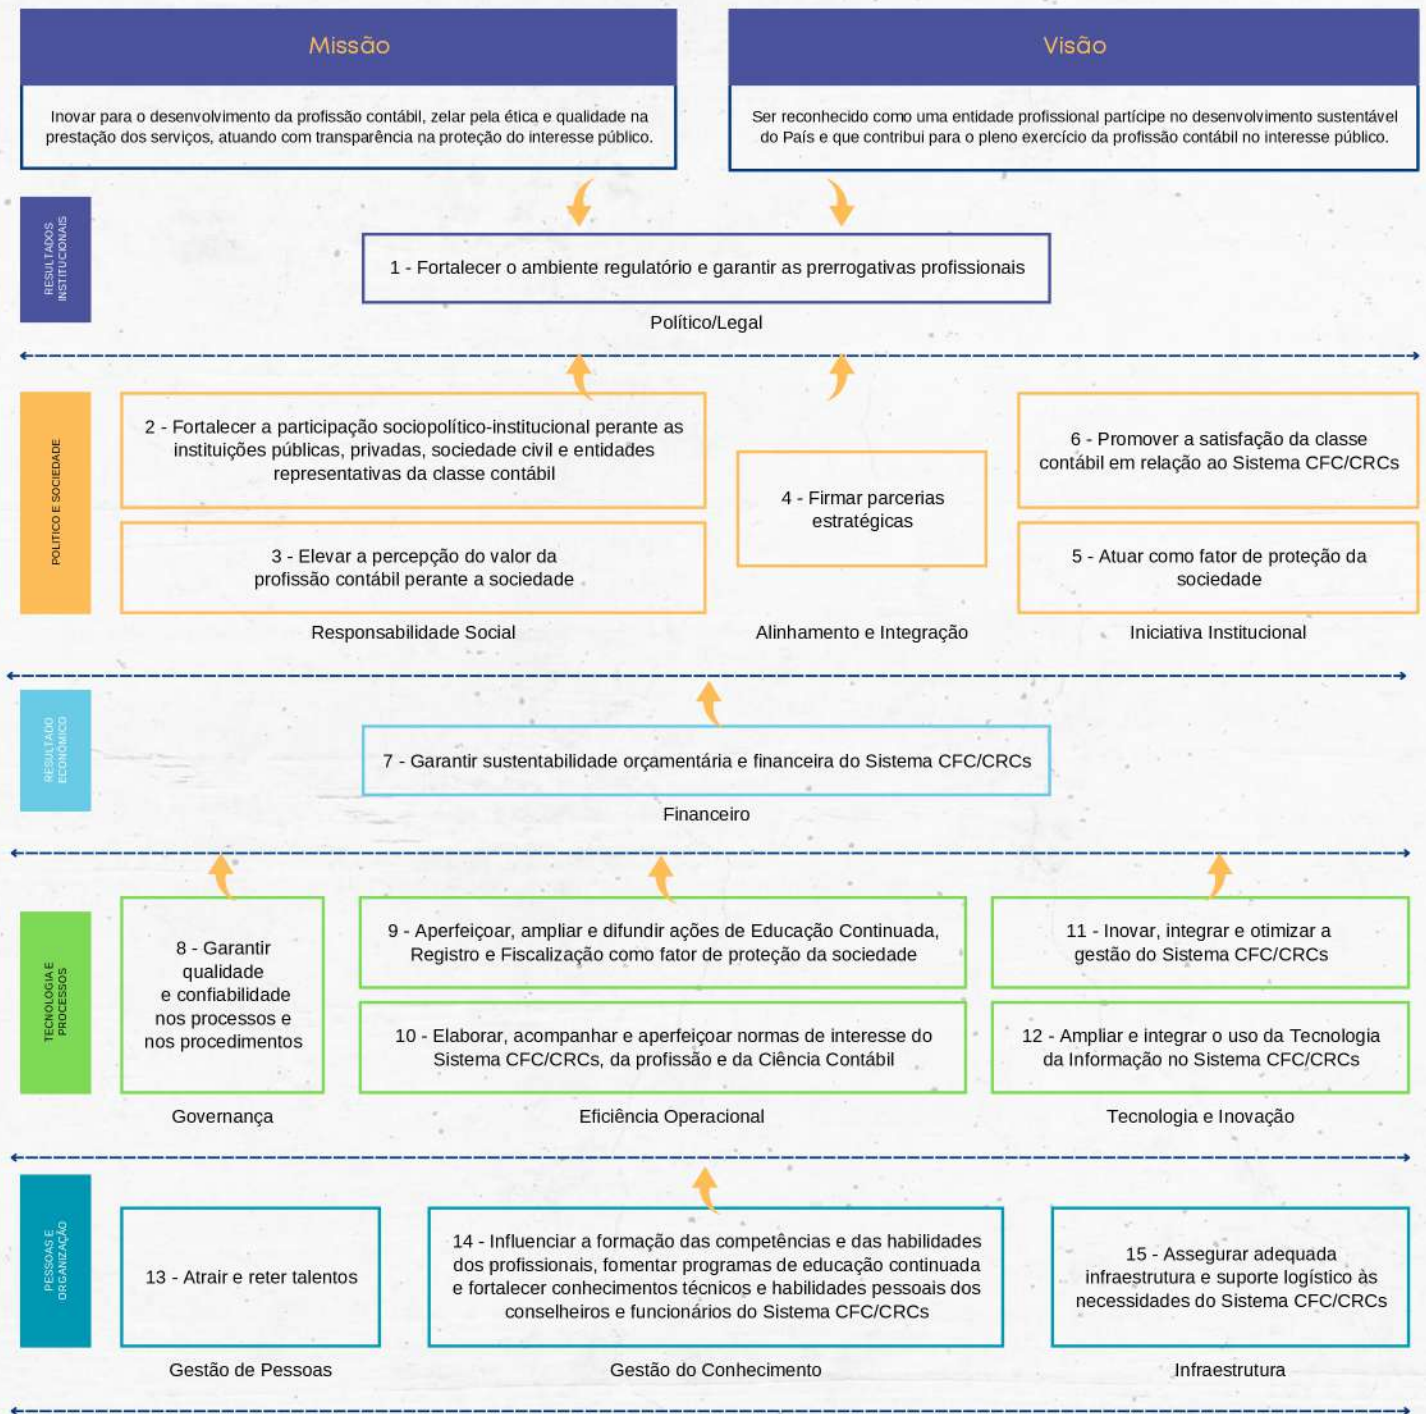 Missão
Inovar para o desenvolvimento da profissão contábil, zelar pela ética e qualidade na
prestação dos serviços, atuando com transparência na proteção do interesse público.
Visão
Ser reconhecido como uma entidade profissional partícipe no desenvolvimento sustentável
do País e que contribui para o pleno exercício da profissão contábil no interesse público.
RESULTADOS
INSTITUCIONAIS
1 - Fortalecer o ambiente regulatório e garantir as prerrogativas profissionais
Político/Legal
POLITICO E SOCIEDADE
2 - Fortalecer a participação sociopolítico-institucional perante as
instituições públicas, privadas, sociedade civil e entidades
representativas da classe contábil
3 - Elevar a percepção do valor da
profissão contábil perante a sociedade
Responsabilidade Social
4 - Firmar parcerias
estratégicas
Alinhamento e Integração
6 - Promover a satisfação da classe
contábil em relação ao Sistema CFC/CRCs
5 - Atuar como fator de proteção da
sociedade
Iniciativa Institucional
RESULTADO
ECONÔMICO
7 - Garantir sustentabilidade orçamentária e financeira do Sistema CFC/CRCs
Financeiro
TECNOLOGIA E
PROCESSOS
8 - Garantir
qualidade
e confiabilidade
nos processos e
nos procedimentos
Governança
9 - Aperfeiçoar, ampliar e difundir ações de Educação Continuada,
Registro e Fiscalização como fator de proteção da sociedade
10 - Elaborar, acompanhar e aperfeiçoar normas de interesse do
Sistema CFC/CRCs, da profissão e da Ciência Contábil
Eficiência Operacional
11 - Inovar, integrar e otimizar a
gestão do Sistema CFC/CRCs
12 - Ampliar e integrar o uso da Tecnologia
da Informação no Sistema CFC/CRCs
Tecnologia e Inovação
PESSOAS E
ORGANIZAÇÃO
13 - Atrair e reter talentos
Gestão de Pessoas
14 - Influenciar a formação das competências e das habilidades
dos profissionais, fomentar programas de educação continuada
e fortalecer conhecimentos técnicos e habilidades pessoais dos
conselheiros e funcionários do Sistema CFC/CRCs
Gestão do Conhecimento
15 - Assegurar adequada
infraestrutura e suporte logístico às
necessidades do Sistema CFC/CRCs
Infraestrutura